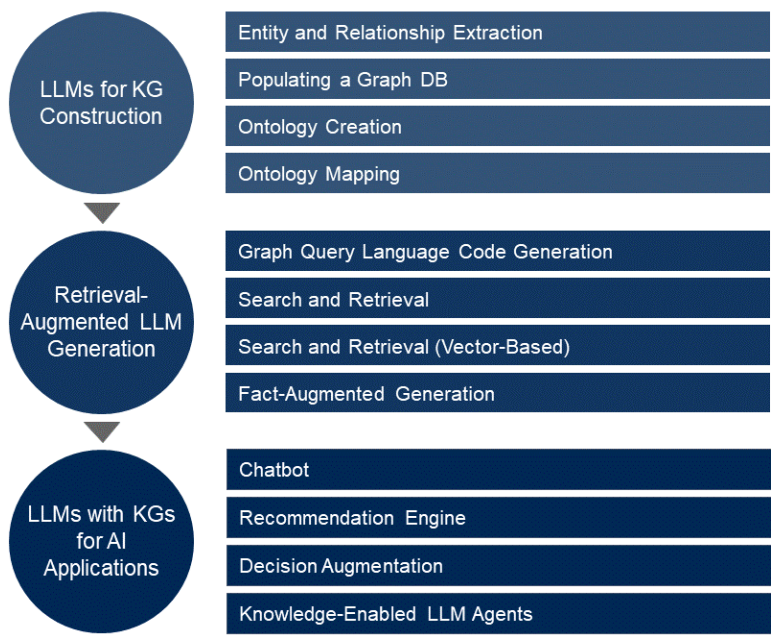 LLMs for KG
Construction
Entity and Relationship Extraction
Populating a Graph DB
Ontology Creation
Ontology Mapping
Retrieval-
Augmented LLM
Generation
Graph Query Language Code Generation
Search and Retrieval
Search and Retrieval (Vector-Based)
Fact-Augmented Generation
LLMs with KGs
for AI
Applications
Chatbot
Recommendation Engine
Decision Augmentation
Knowledge-Enabled LLM Agents